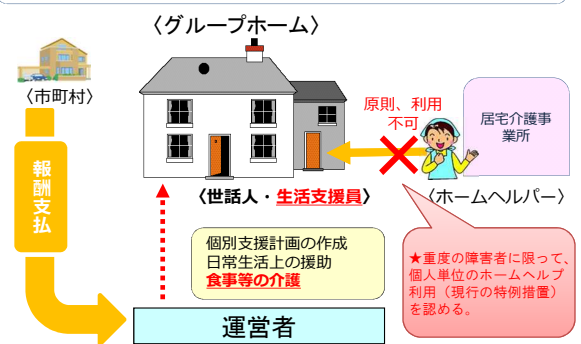 〈グループホーム〉
〈市町村〉
原則、利用
不可
居宅介護事
業所
報酬支払
〈世話人・生活支援員〉
〈ホームヘルパー〉
個別支援計画の作成
日常生活上の援助
食事等の介護
★重度の障害者に限って、
個人単位のホームヘルプ
利用（現行の特例措置）
を認める。
運営者